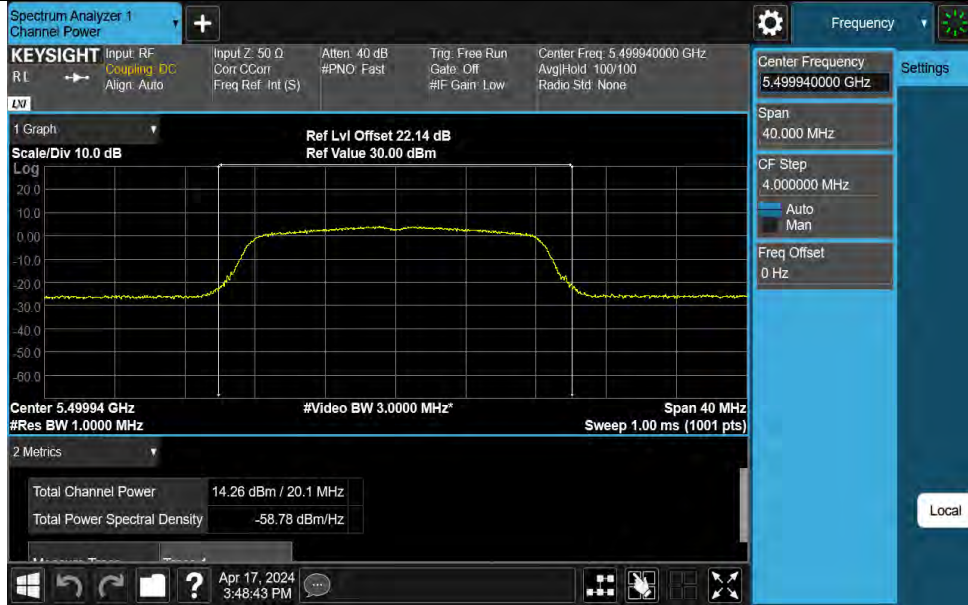 Spectrum Analyzer 1
Channel Power
Frequency
KEYSIGHT
Input: RF
Coupling: DC
Align: Auto
Input Z: 50 Ω
Corr CCorr
Freq Ref: Int (S)
Atten: 40 dB
#PNO: Fast
Trig: Free Run
Gate: Off
#IF Gain: Low
Center Freq: 5.499940000 GHz
Avg|Hold: 100/100
Radio Std: None
LXI
Center Frequency
5.499940000 GHz
Settings
Span
40.000 MHz
CF Step
4.000000 MHz
Auto
Man
Freq Offset
0 Hz
1 Graph
Scale/Div 10.0 dB
Ref Lvl Offset 22.14 dB
Ref Value 30.00 dBm
Log
20.0
10.0
0.00
-10.0
-20.0
-30.0
-40.0
-50.0
-60.0
Center 5.49994 GHz
#Video BW 3.0000 MHz*
Span 40 MHz
#Res BW 1.0000 MHz
Sweep 1.00 ms (1001 pts)
2 Metrics
Total Channel Power
14.26 dBm / 20.1 MHz
Total Power Spectral Density
-58.78 dBm/Hz
Local
?
Apr 17, 2024
3:48:43 PM